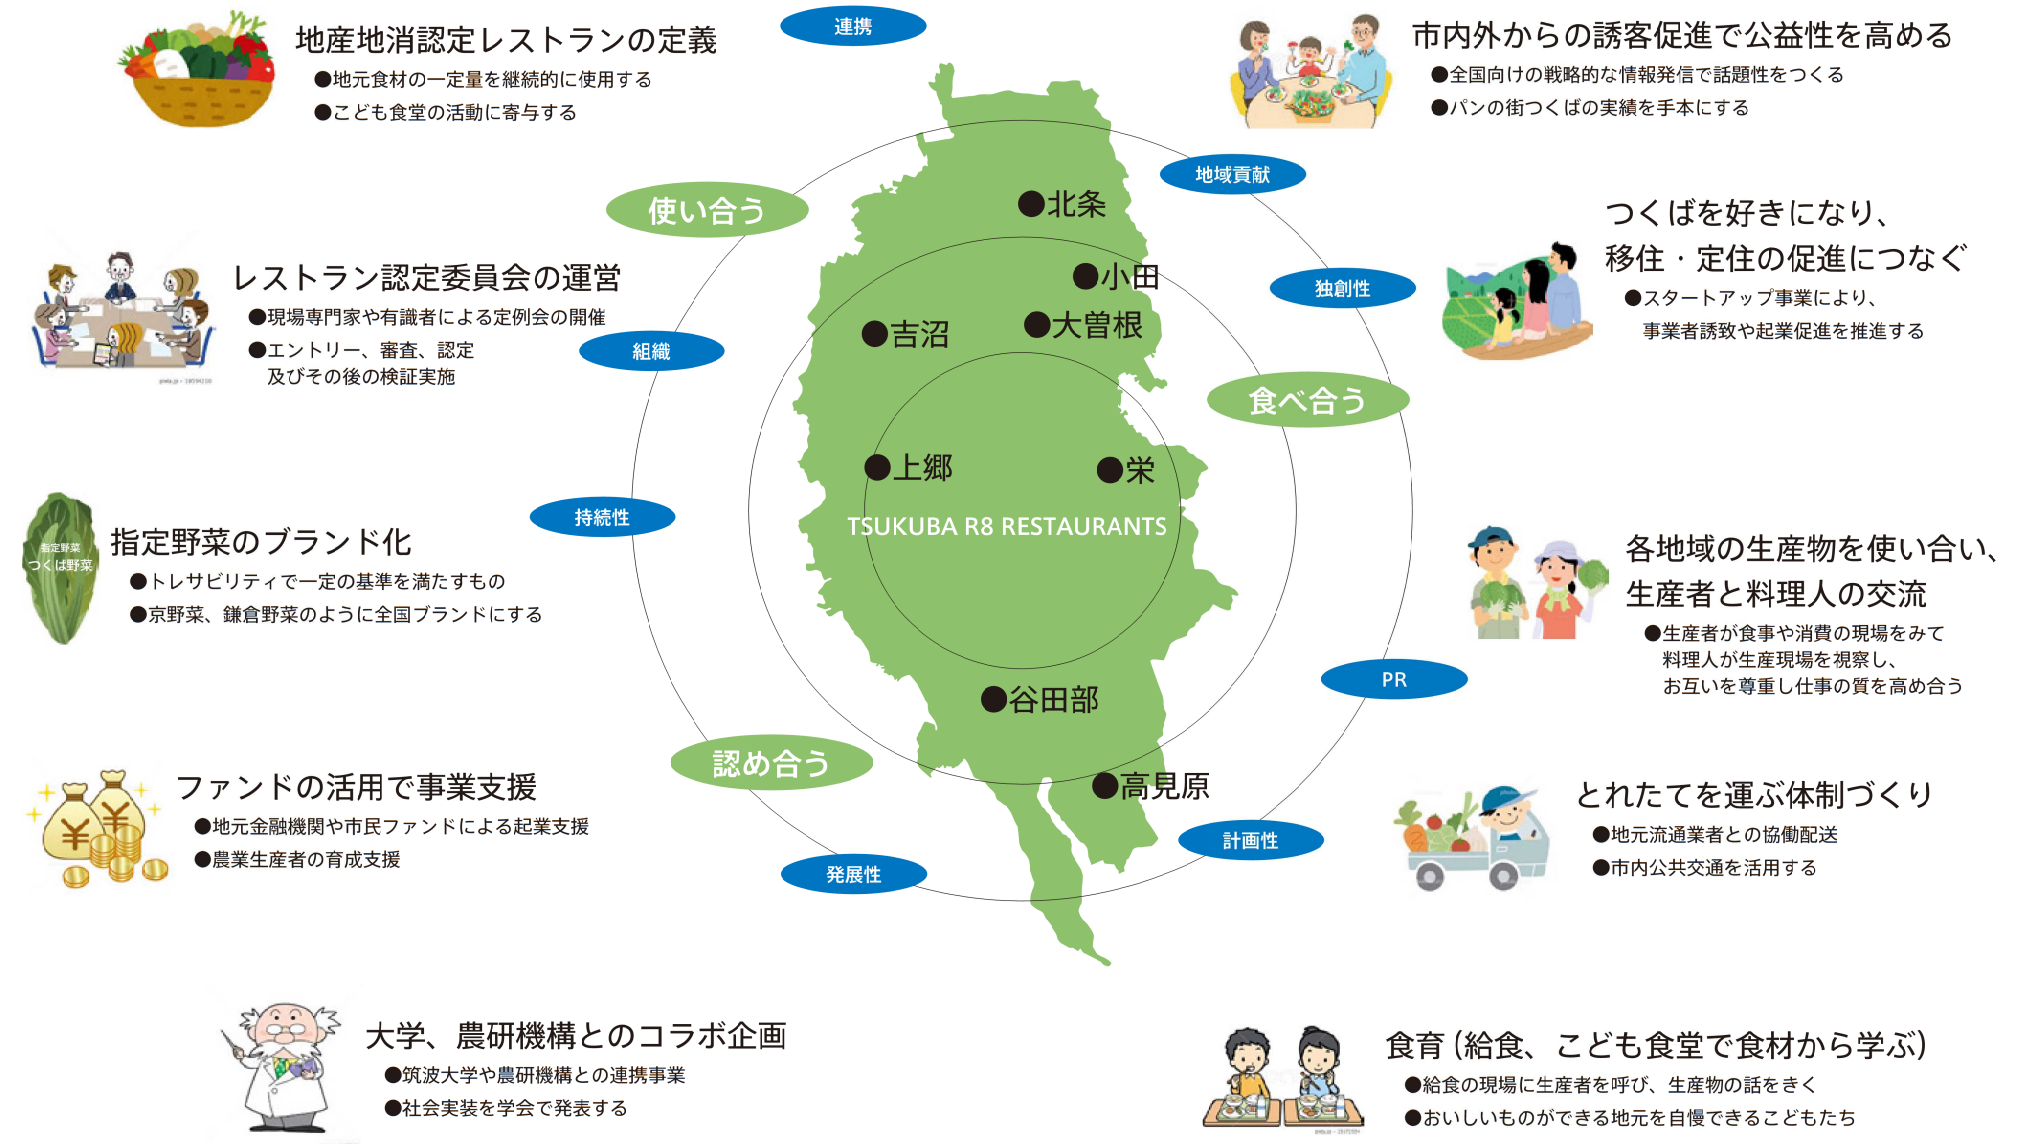 連携
地産地消認定レストランの定義
●地元食材の一定量を継続的に使用する
●こども食堂の活動に寄与する
市内外からの誘客促進で公益性を高める
●全国向けの戦略的な情報発信で話題性をつくる
●パンの街つくばの実績を手本にする
地域貢献
使い合う
●北条
つくばを好きになり、
移住・定住の促進につなぐ
●スタートアップ事業により、
事業者誘致や起業促進を推進する
レストラン認定委員会の運営
●現場専門家や有識者による定例会の開催
●エントリー、審査、認定
及びその後の検証実施
●小田
独創性
●吉沼
●大曽根
組織
食べ合う
●上郷
●栄
持続性
TSUKUBA R8 RESTAURANTS
指定野菜
つくば野菜
指定野菜のブランド化
●トレサビリティで一定の基準を満たすもの
●京野菜、鎌倉野菜のように全国ブランドにする
各地域の生産物を使い合い、
生産者と料理人の交流
●生産者が食事や消費の現場をみて
料理人が生産現場を視察し、
お互いを尊重し仕事の質を高め合う
PR
●谷田部
認め合う
ファンドの活用で事業支援
●地元金融機関や市民ファンドによる起業支援
●農業生産者の育成支援
●高見原
とれたてを運ぶ体制づくり
●地元流通業者との協働配送
●市内公共交通を活用する
計画性
発展性
大学、農研機構とのコラボ企画
●筑波大学や農研機構との連携事業
●社会実装を学会で発表する
食育(給食、こども食堂で食材から学ぶ)
●給食の現場に生産者を呼び、生産物の話をきく
●おいしいものができる地元を自慢できるこどもたち